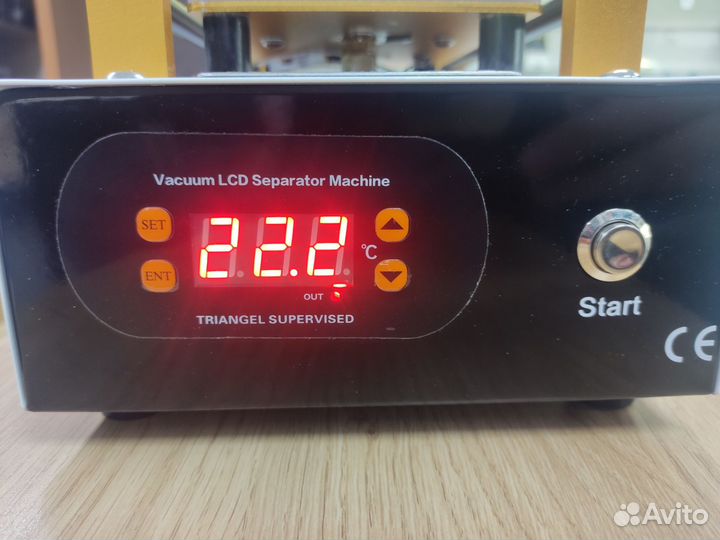 Vacuum LCD Separator Machine
SET
ENT
22.2
°C
OUT
TRIANGEL SUPERVISED
Start
CE
Avito